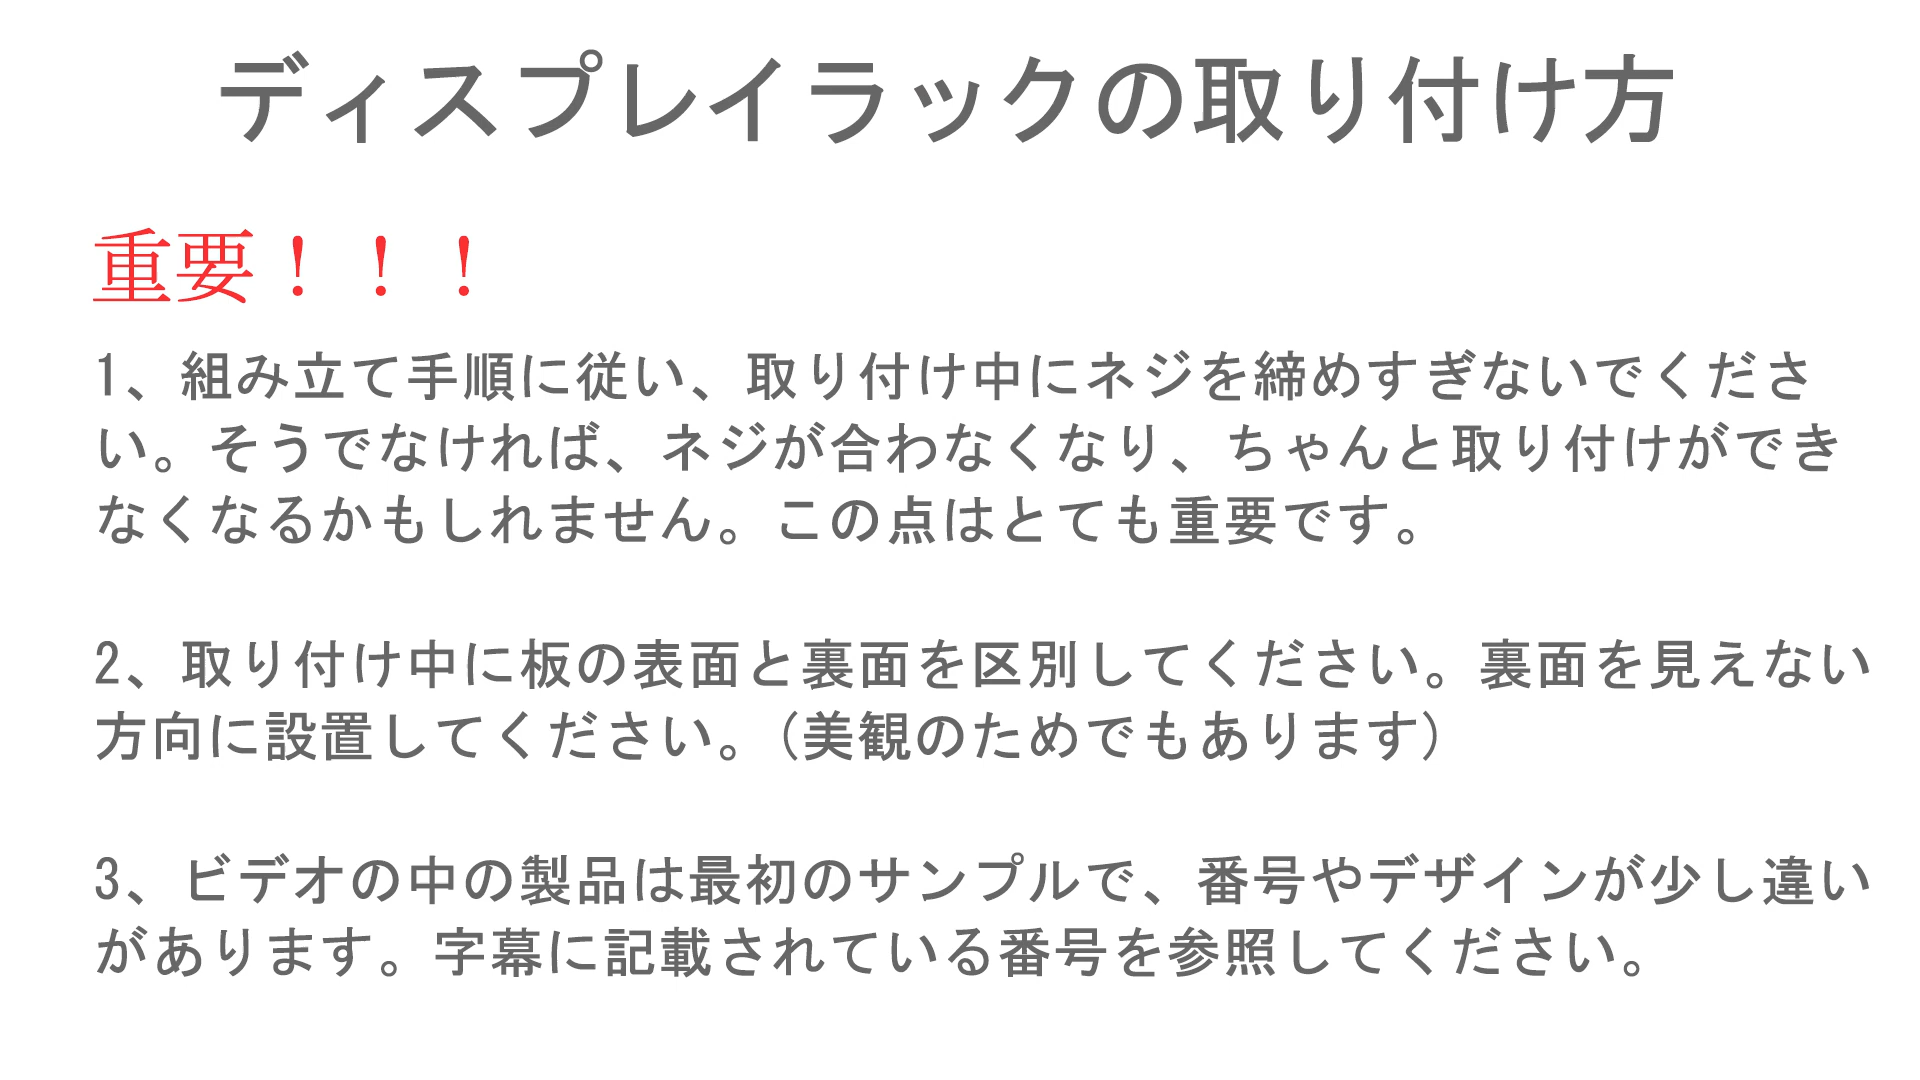 ディスプレイラックの取り付け方
重要！！！
1、組み立て手順に従い、取り付け中にネジを締めすぎないでくださ
い。そうでなければ、ネジが合わなくなり、ちゃんと取り付けができ
なくなるかもしれません。この点はとても重要です。
2、取り付け中に板の表面と裏面を区別してください。裏面を見えない
方向に設置してください。(美観のためでもあります)
3、ビデオの中の製品は最初のサンプルで、番号やデザインが少し違い
があります。字幕に記載されている番号を参照してください。